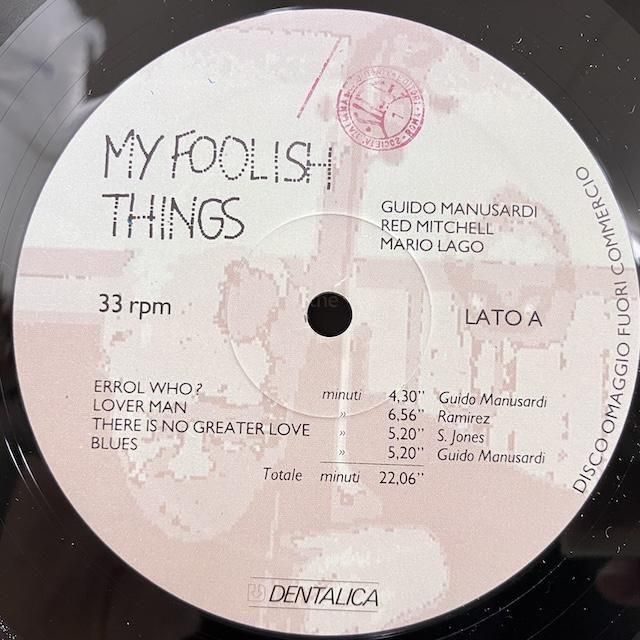 MY FOOLISH
THINGS
GUIDO MANUSARDI
RED MITCHELL
MARIO LAGO
33 rpm
LATO A
ERROL WHO? minuti 4,30" Guido Manusardi
LOVER MAN » 6,56" Ramirez
THERE IS NO GREATER LOVE » 5,20" S. Jones
BLUES » 5,20" Guido Manusardi
Totale minuti 22,06"
DISCO OMAGGIO FUORI COMMERCIO
DENTALICA